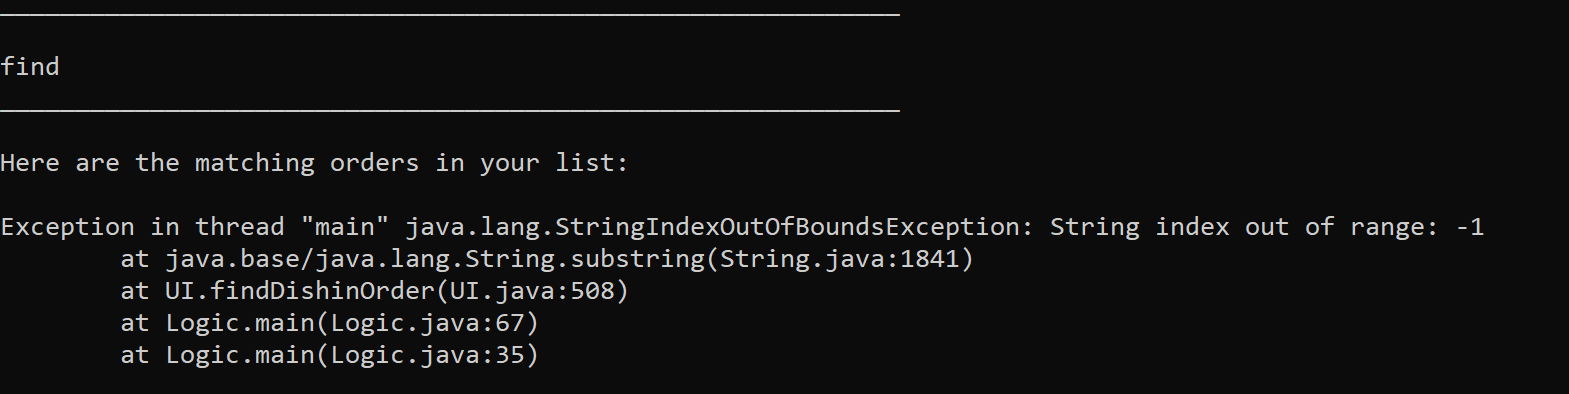 ____________________________________________________________
find
____________________________________________________________
Here are the matching orders in your list:
Exception in thread "main" java.lang.StringIndexOutOfBoundsException: String index out of range: -1
at java.base/java.lang.String.substring(String.java:1841)
at UI.findDishinOrder(UI.java:508)
at Logic.main(Logic.java:67)
at Logic.main(Logic.java:35)